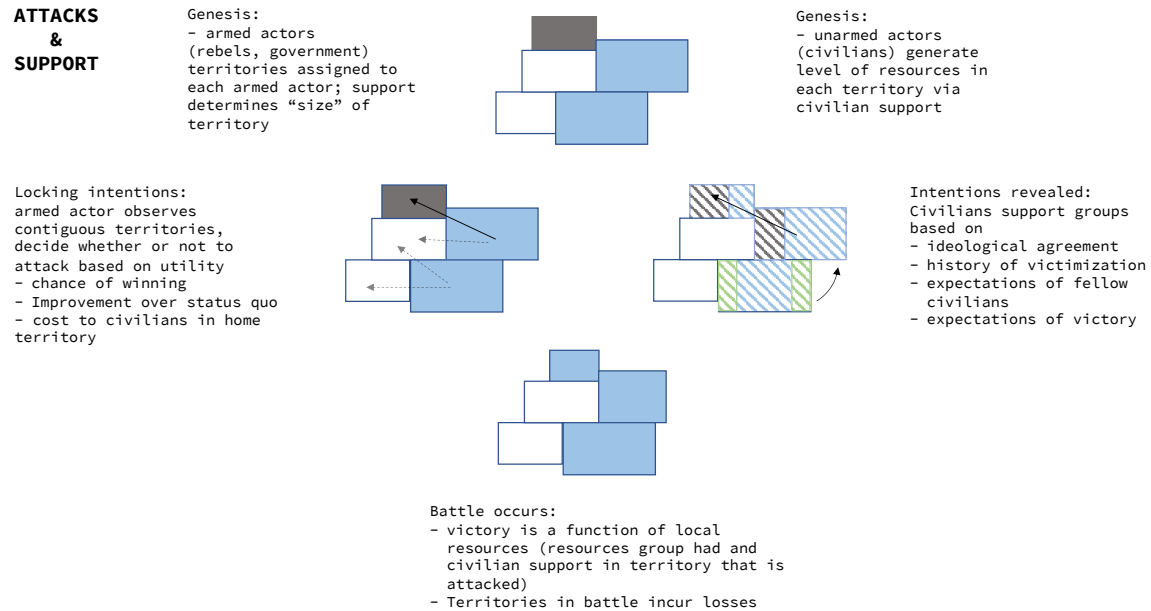 ATTACKS
&
SUPPORT
Genesis:
– armed actors
(rebels, government)
territories assigned to
each armed actor; support
determines “size” of
territory
Genesis:
– unarmed actors
(civilians) generate
level of resources in
each territory via
civilian support
Locking intentions:
armed actor observes
contiguous territories,
decide whether or not to
attack based on utility
– chance of winning
– Improvement over status quo
– cost to civilians in home
territory
Intentions revealed:
Civilians support groups
based on
– ideological agreement
– history of victimization
– expectations of fellow
civilians
– expectations of victory
Battle occurs:
– victory is a function of local
resources (resources group had and
civilian support in territory that is
attacked)
– Territories in battle incur losses